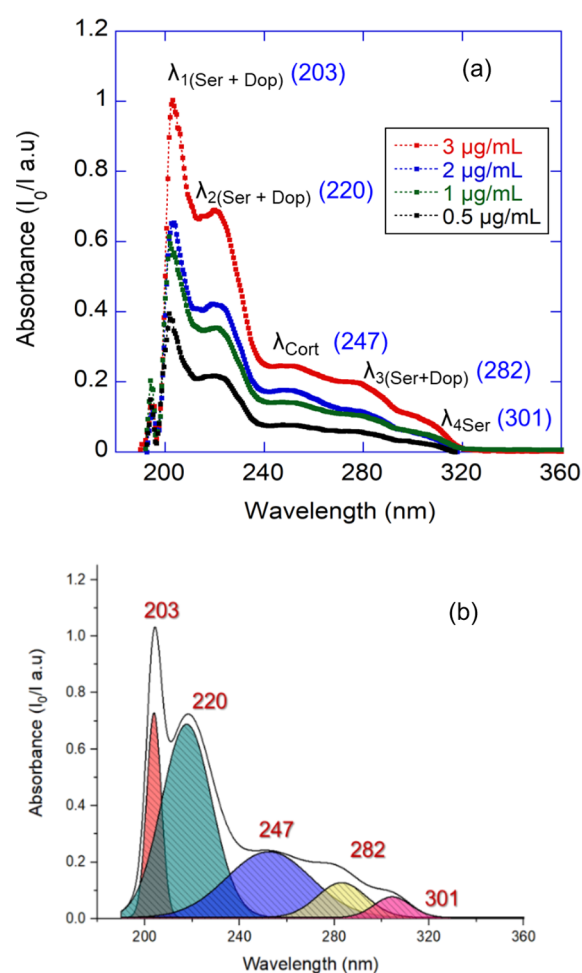 1.2
1
0.8
0.6
0.4
0.2
0
Absorbance (I0/I a.u)
λ1(Ser + Dop) (203)
(a)
3 µg/mL
2 µg/mL
1 µg/mL
0.5 µg/mL
λ2(Ser + Dop) (220)
λCort (247)
λ3(Ser+Dop) (282)
λ4Ser (301)
200 240 280 320 360
Wavelength (nm)
1.2
1.0
0.8
0.6
0.4
0.2
0.0
Absorbance (I0/I a.u)
(b)
203
220
247
282
301
200 240 280 320 360
Wavelength (nm)